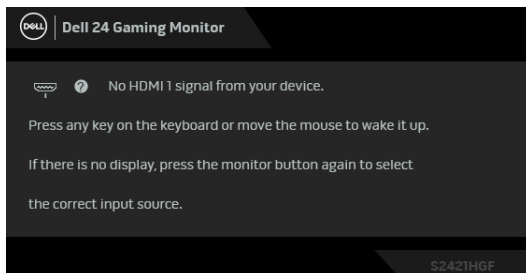 DELL
Dell 24 Gaming Monitor
No HDMI 1 signal from your device.
Press any key on the keyboard or move the mouse to wake it up.
If there is no display, press the monitor button again to select
the correct input source.
S2421HGF